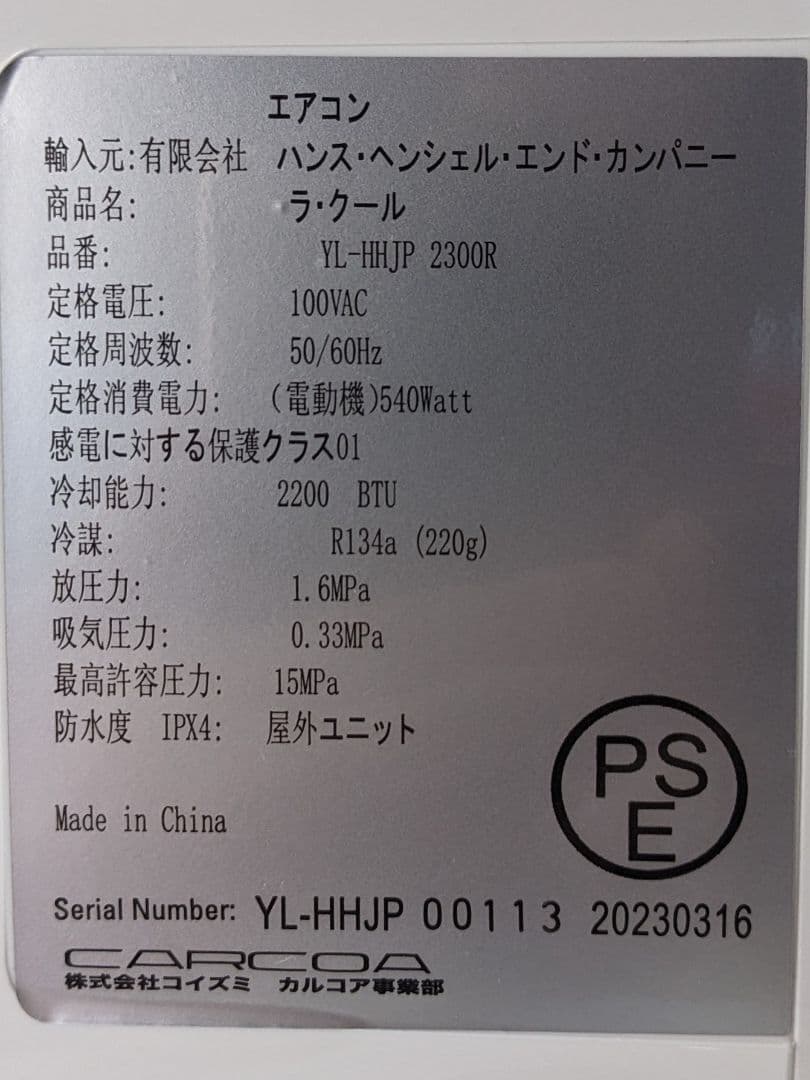 エアコン
輸入元:有限会社 ハンス・ヘンシェル・エンド・カンパニー
商品名: ラ・クール
品番: YL-HHJP 2300R
定格電圧: 100VAC
定格周波数: 50/60Hz
定格消費電力: (電動機)540Watt
感電に対する保護クラス01
冷却能力: 2200 BTU
冷謀: R134a (220g)
放圧力: 1.6MPa
吸気圧力: 0.33MPa
最高許容圧力: 15MPa
防水度 IPX4: 屋外ユニット
PS
E
Made in China
Serial Number: YL-HHJP 00113 20230316
CARCOA
株式会社コイズミ カルコア事業部